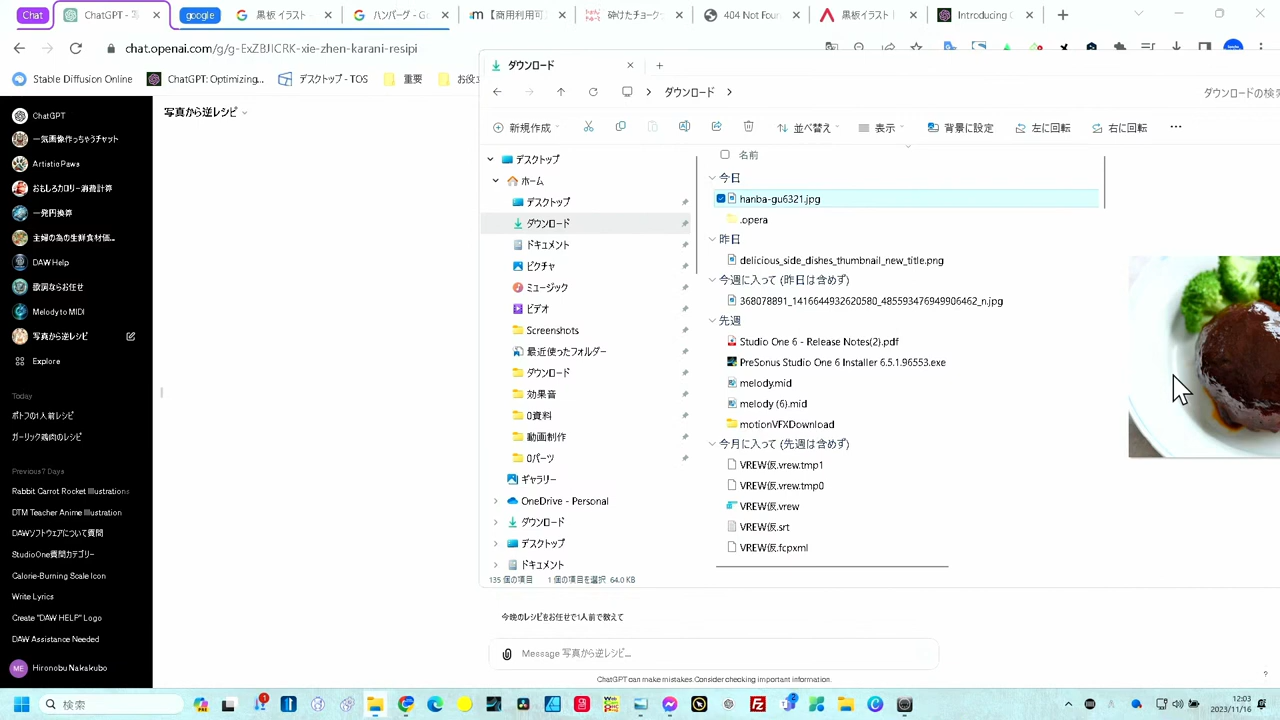 Chat
ChatGPT - 写
google
黒板 イラスト
ハンバーグ - Go
【商用利用可】
砕けたチョーク
404 Not Foun
黒板イラスト
Introducing G
chat.openai.com/g/g-ExZBJICRK-xie-zhen-karani-resipi
Stable Diffusion Online
ChatGPT: Optimizing...
デスクトップ - TOS
重要
お役立
ダウンロード
ダウンロード
ダウンロードの検索
新規作成
並べ替え
表示
背景に設定
左に回転
右に回転
ChatGPT
一気画像作っちゃうチャット
Artistic Paws
おもしろカロリー消費計算
一発円換算
主婦の為の生鮮食材価...
DAW Help
歌詞ならお任せ
Melody to MIDI
写真から逆レシピ
Explore
Today
ポトフの1人前レシピ
ガーリック鶏肉のレシピ
Previous 7 Days
Rabbit Carrot Rocket Illustrations
DTM Teacher Anime Illustration
DAWソフトウェアについて質問
StudioOne質問カテゴリー
Calorie-Burning Scale Icon
Write Lyrics
Create "DAW HELP" Logo
DAW Assistance Needed
ME
Hironobu Nakakubo
写真から逆レシピ
デスクトップ
ホーム
デスクトップ
ダウンロード
ドキュメント
ピクチャ
ミュージック
ビデオ
Screenshots
最近使ったフォルダー
ダウンロード
効果音
0資料
動画制作
0パーツ
ギャラリー
OneDrive - Personal
ダウンロード
デスクトップ
ドキュメント
135 個の項目
1 個の項目を選択 64.0 KB
名前
今日
hanba-gu6321.jpg
.opera
昨日
delicious_side_dishes_thumbnail_new_title.png
今週に入って (昨日は含めず)
368078891_1416644932620580_485593476949906462_n.jpg
先週
Studio One 6 - Release Notes(2).pdf
PreSonus Studio One 6 Installer 6.5.1.96553.exe
melody.mid
melody (6).mid
motionVFXDownload
今月に入って (先週は含めず)
VREW仮.vrew.tmp1
VREW仮.vrew.tmp0
VREW仮.vrew
VREW仮.srt
VREW仮.fcpxml
今晩のレシピをお任せで1人前で教えて
Message 写真から逆レシピ...
ChatGPT can make mistakes. Consider checking important information.
?
検索
12:03
2023/11/16